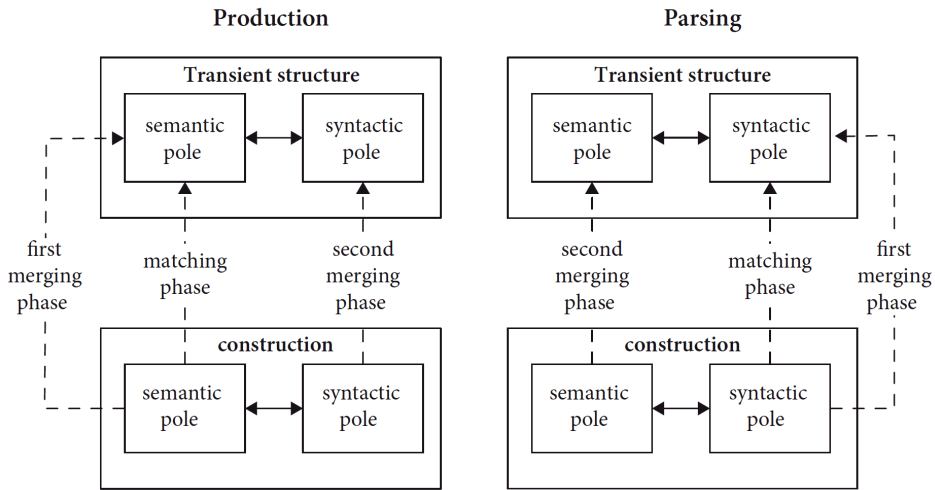 Production
Transient structure
semantic
pole
syntactic
pole
first
merging
phase
matching
phase
second
merging
phase
construction
semantic
pole
syntactic
pole
Parsing
Transient structure
semantic
pole
syntactic
pole
second
merging
phase
matching
phase
first
merging
phase
construction
semantic
pole
syntactic
pole